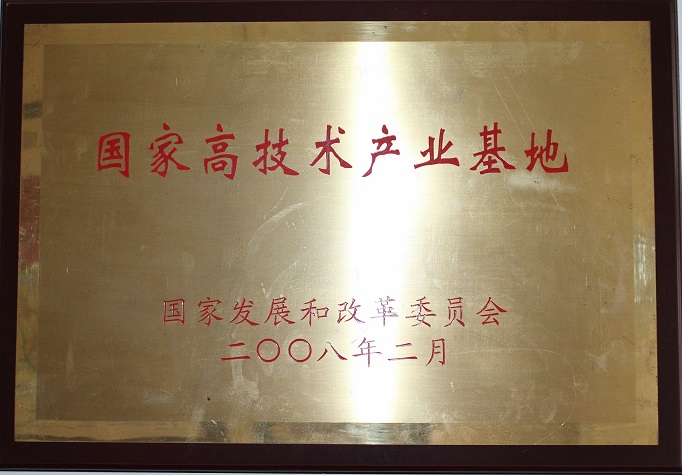 国家高技术产业基地
国家发展和改革委员会
二〇〇八年二月